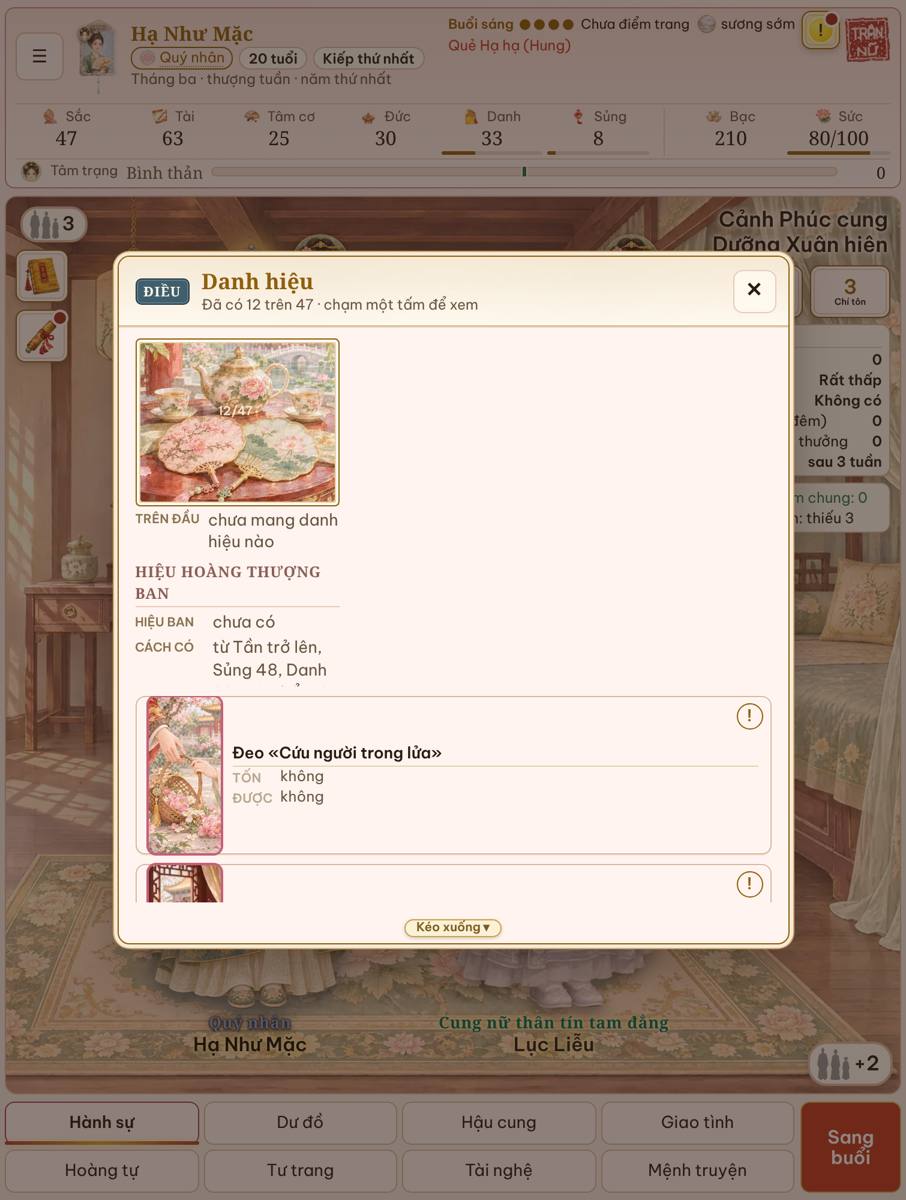 ☰
Hạ Như Mặc
Quý nhân
20 tuổi
Kiếp thứ nhất
Tháng ba · thượng tuần · năm thứ nhất
Buổi sáng
Chưa điểm trang
sương sớm
Quẻ Hạ hạ (Hung)
!
TRÂN NỮ
Sắc
47
Tài
63
Tâm cơ
25
Đức
30
Danh
33
Sủng
8
Bạc
210
Sức
80/100
Tâm trạng
Bình thản
0
3
Cảnh Phúc cung
Dưỡng Xuân hiên
3
Chí tôn
0
Rất thấp
Không có
đêm) 0
thưởng 0
sau 3 tuần
m chung: 0
: thiếu 3
ĐIỀU
Danh hiệu
Đã có 12 trên 47 · chạm một tấm để xem
✕
12/47
TRÊN ĐẦU chưa mang danh
hiệu nào
HIỆU HOÀNG THƯỢNG
BAN
HIỆU BAN chưa có
CÁCH CÓ từ Tần trở lên,
Sủng 48, Danh
!
Đeo «Cứu người trong lửa»
TỐN không
ĐƯỢC không
!
Kéo xuống ▾
Quý nhân
Hạ Như Mặc
Cung nữ thân tín tam đẳng
Lục Liễu
+2
Hành sự
Dư đồ
Hậu cung
Giao tình
Sang
buổi
Hoàng tự
Tư trang
Tài nghệ
Mệnh truyện